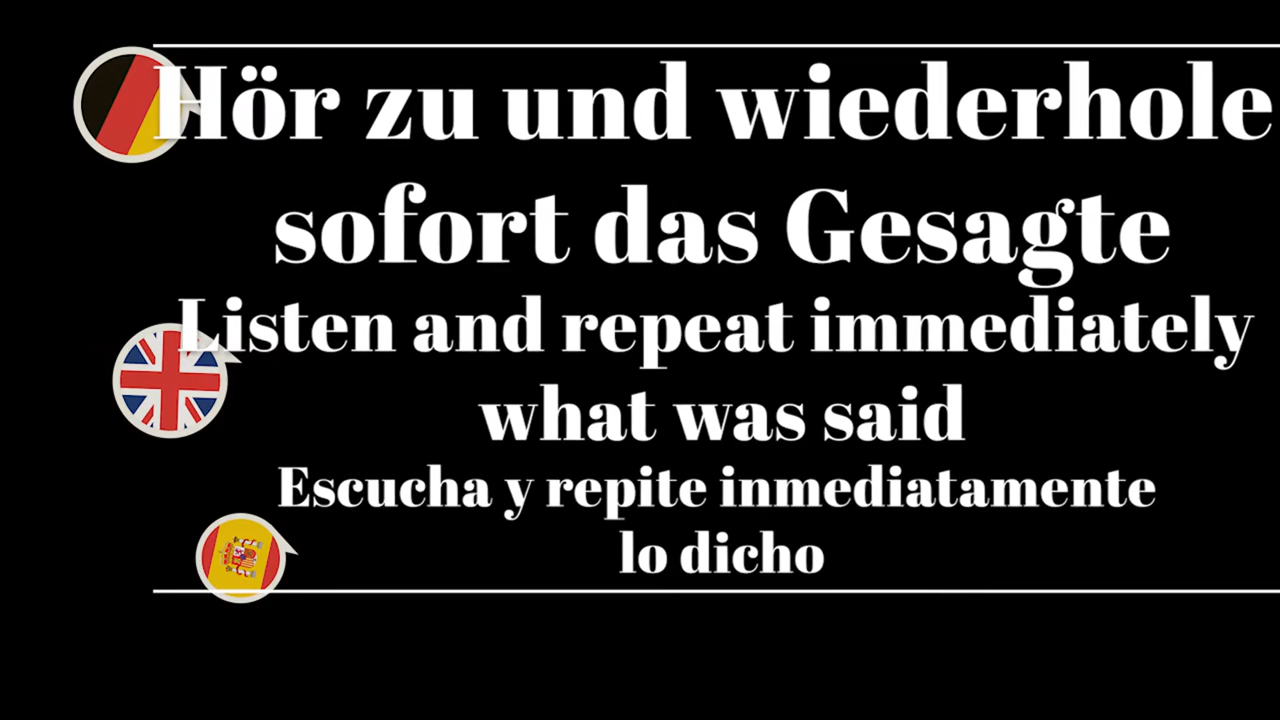 Hör zu und wiederhole
sofort das Gesagte
Listen and repeat immediately
what was said
Escucha y repite inmediatamente
lo dicho